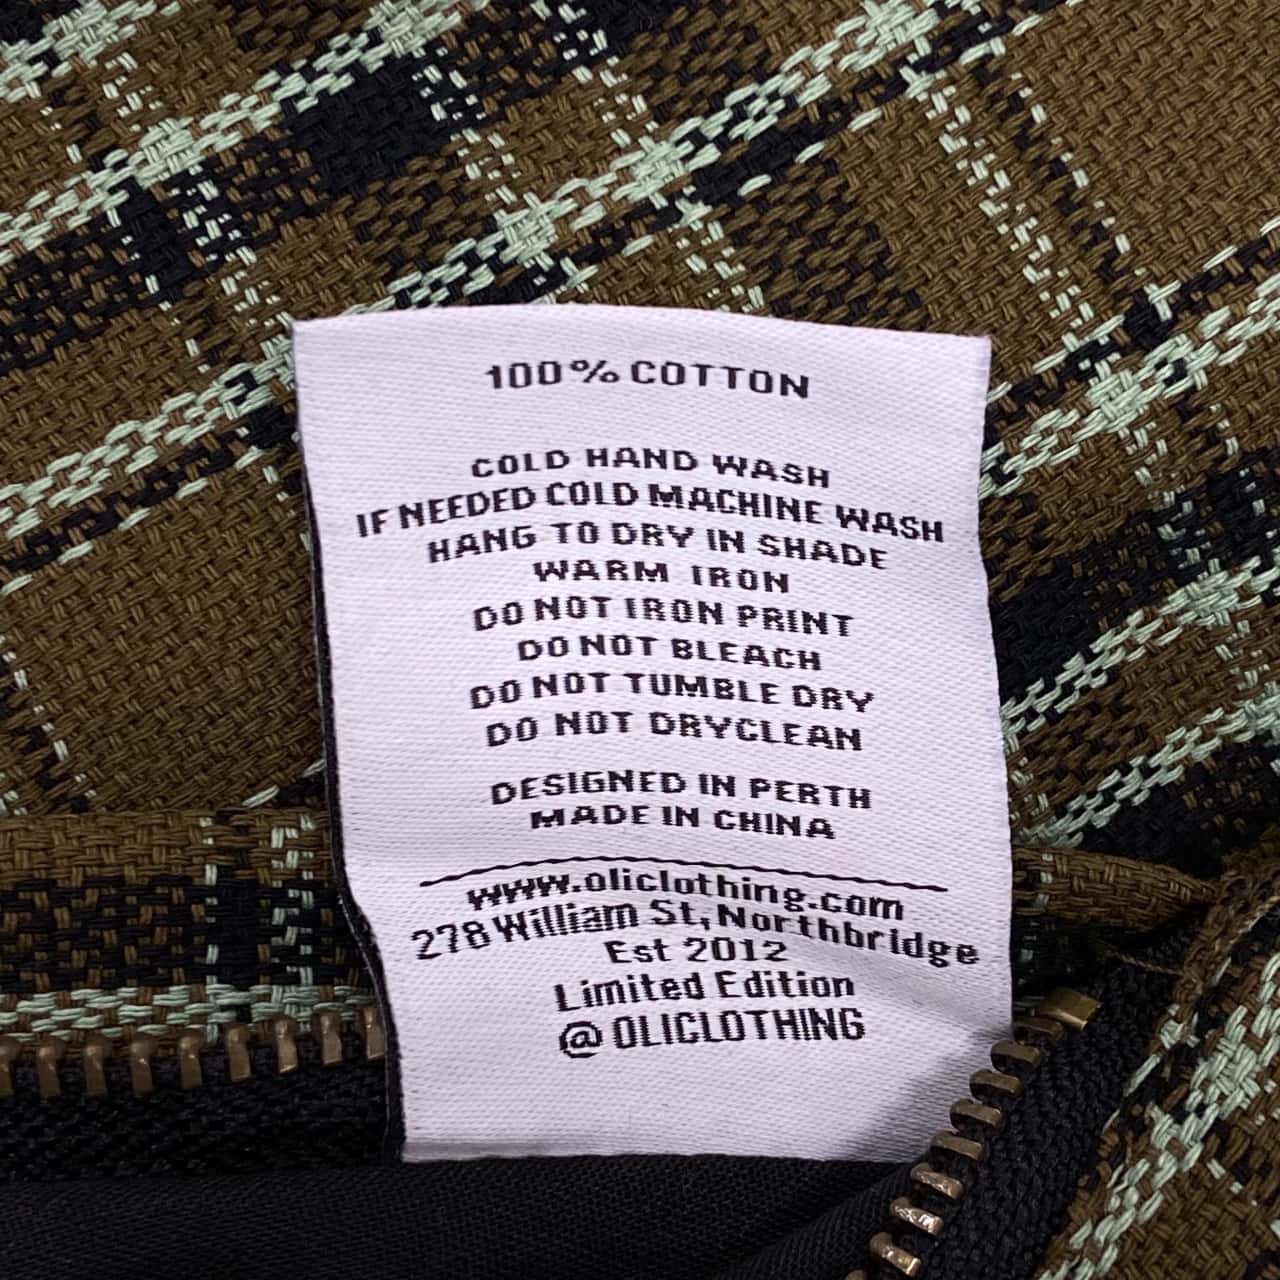 100% COTTON
COLD HAND WASH
IF NEEDED COLD MACHINE WASH
HANG TO DRY IN SHADE
WARM IRON
DO NOT IRON PRINT
DO NOT BLEACH
DO NOT TUMBLE DRY
DO NOT DRYCLEAN
DESIGNED IN PERTH
MADE IN CHINA
www.oliclothing.com
278 William St, Northbridge
Est 2012
Limited Edition
@OLICLOTHING